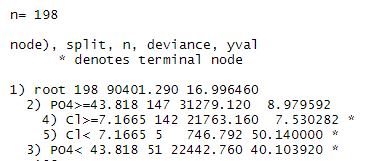 n= 198
node), split, n, deviance, yval
* denotes terminal node
1) root 198 90401.290 16.996460
2) PO4>=43.818 147 31279.120 8.979592
4) Cl>=7.1665 142 21763.160 7.530282 *
5) Cl< 7.1665 5 746.792 50.140000 *
3) PO4< 43.818 51 22442.760 40.103920 *